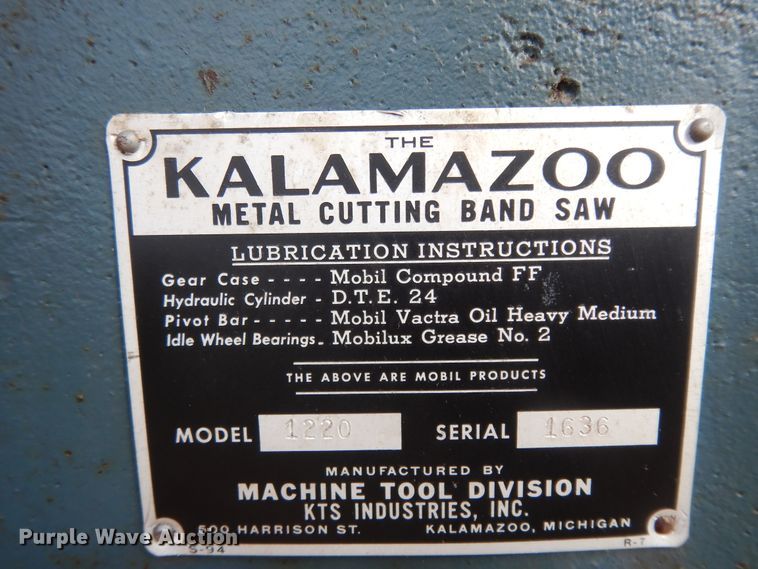 THE
KALAMAZOO
METAL CUTTING BAND SAW
LUBRICATION INSTRUCTIONS
Gear Case - - - - Mobil Compound FF
Hydraulic Cylinder - D.T.E. 24
Pivot Bar - - - - - Mobil Vactra Oil Heavy Medium
Idle Wheel Bearings. Mobilux Grease No. 2
THE ABOVE ARE MOBIL PRODUCTS
MODEL 1220 SERIAL 1636
MANUFACTURED BY
MACHINE TOOL DIVISION
KTS INDUSTRIES, INC.
500 HARRISON ST. KALAMAZOO, MICHIGAN
S-94 R-7
Purple Wave Auction